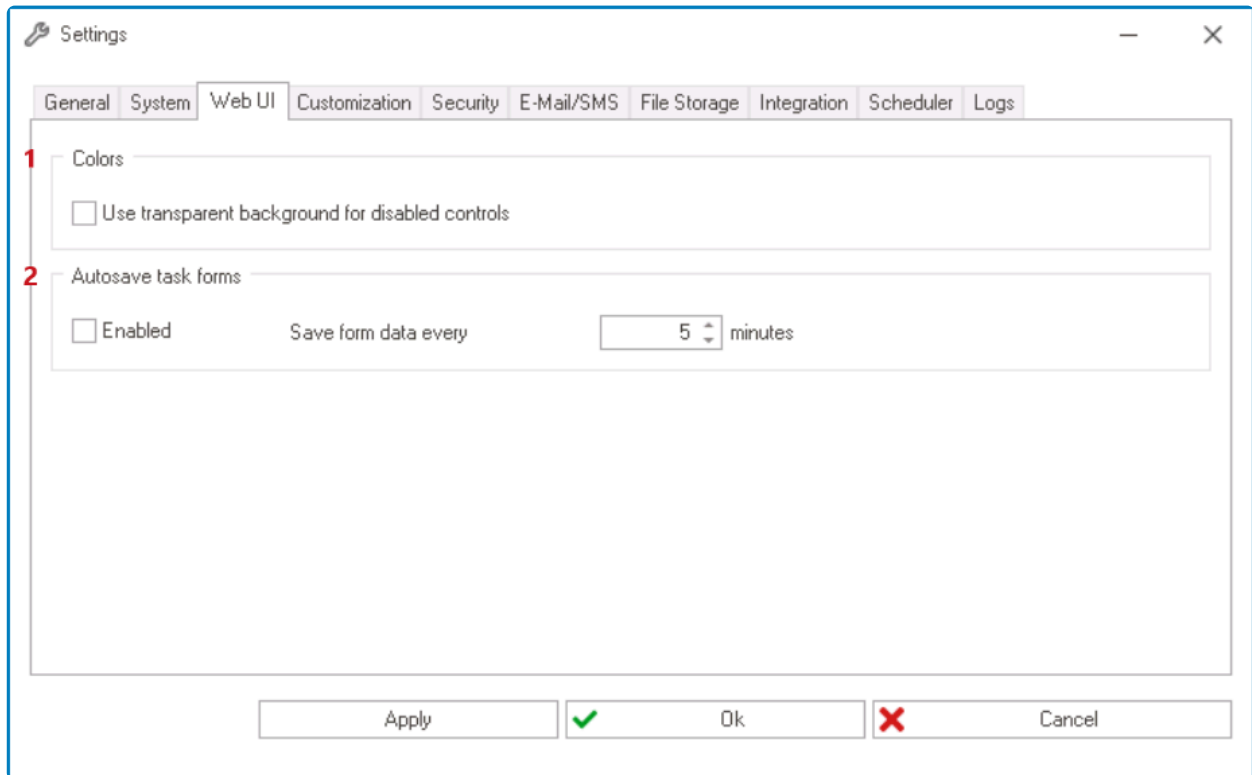 Settings
General System Web UI Customization Security E-Mail/SMS File Storage Integration Scheduler Logs
1 Colors
Use transparent background for disabled controls
2 Autosave task forms
Enabled Save form data every 5 minutes
Apply Ok Cancel